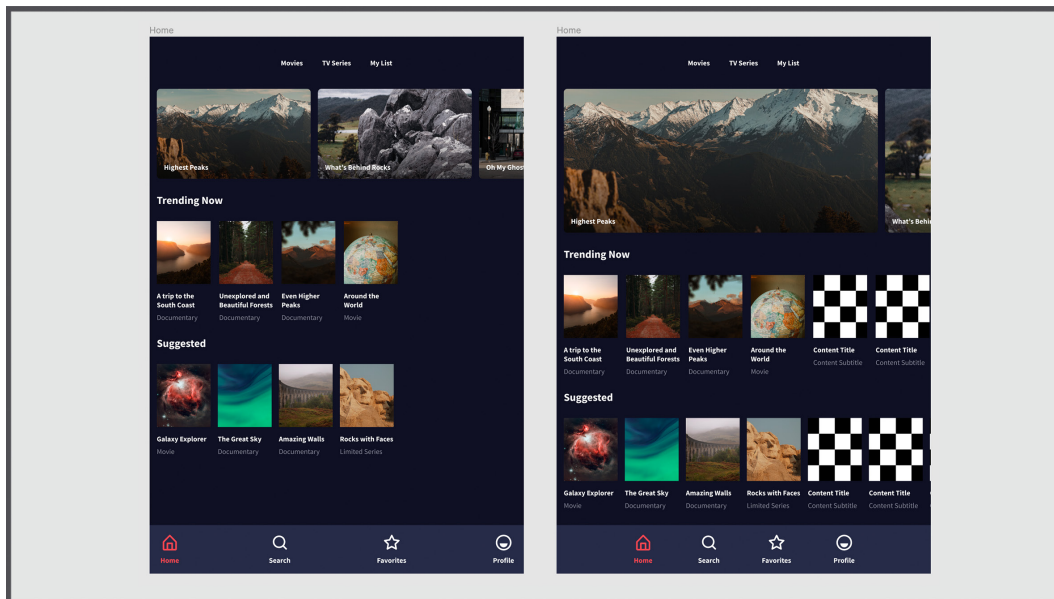 Home
Movies TV Series My List
Highest Peaks What's Behind Rocks Oh My Ghos
Trending Now
A trip to the South Coast
Documentary
Unexplored and Beautiful Forests
Documentary
Even Higher Peaks
Documentary
Around the World
Movie
Suggested
Galaxy Explorer
Movie
The Great Sky
Documentary
Amazing Walls
Documentary
Rocks with Faces
Limited Series
Home Search Favorites Profile
Home
Movies TV Series My List
Highest Peaks What's Behin
Trending Now
A trip to the South Coast
Documentary
Unexplored and Beautiful Forests
Documentary
Even Higher Peaks
Documentary
Around the World
Movie
Content Title
Content Subtitle
Content Title
Content Subtitle
Suggested
Galaxy Explorer
Movie
The Great Sky
Documentary
Amazing Walls
Documentary
Rocks with Faces
Limited Series
Content Title
Content Subtitle
Content Title
Content Subtitle
Home Search Favorites Profile